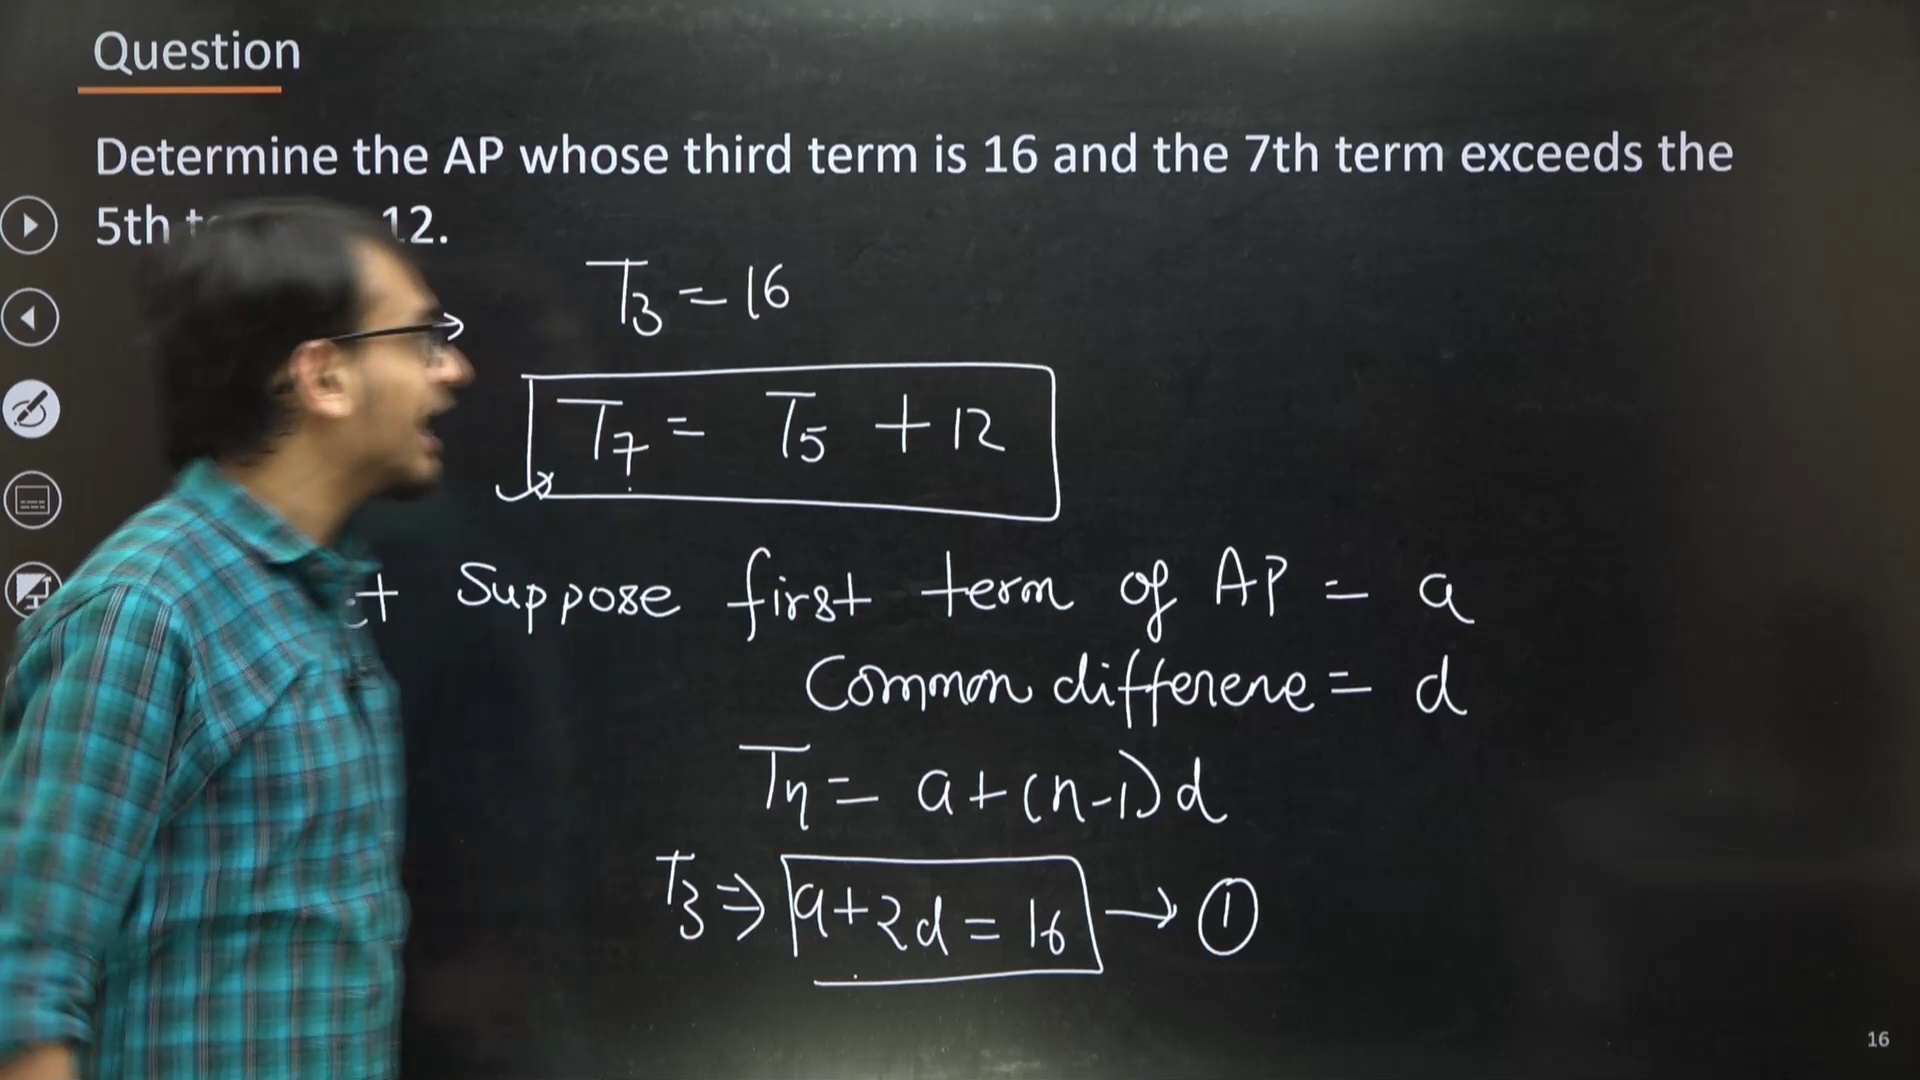 Question
Determine the AP whose third term is 16 and the 7th term exceeds the
5th 12.
T3 = 16
T7 = T5 + 12
Suppose first term of AP = a
Common differene = d
Tn = a + (n-1)d
T3 ⇒ a + 2d = 16 → ①
16